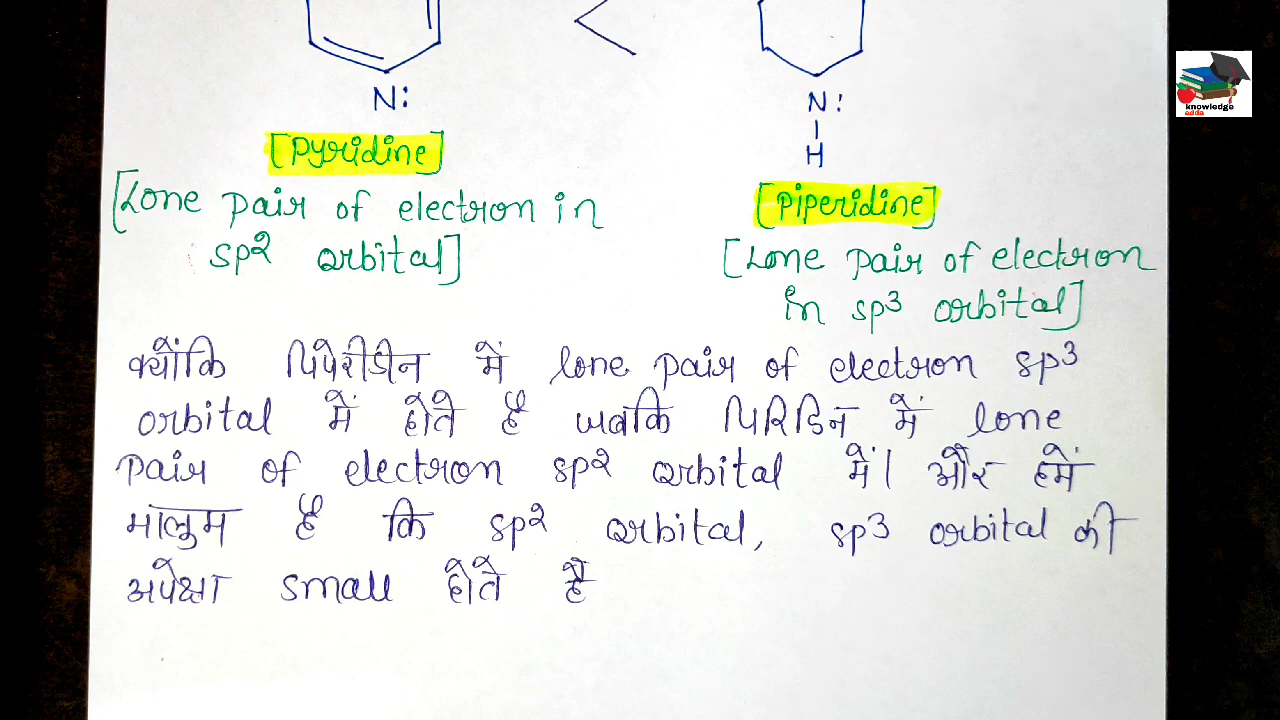 <
N:
N:
H
[Pyridine]
[Lone pair of electron in
sp2 orbital]
[Piperidine]
[Lone pair of electron
in sp3 orbital]
क्योंकि पिपेरीडीन में lone pair of electron sp3
orbital में होते है जबकि पिरिडिन में lone
pair of electron sp2 orbital में। और हमें
मालुम है कि sp2 orbital, sp3 orbital की
अपेक्षा small होते है
knowledge
adda